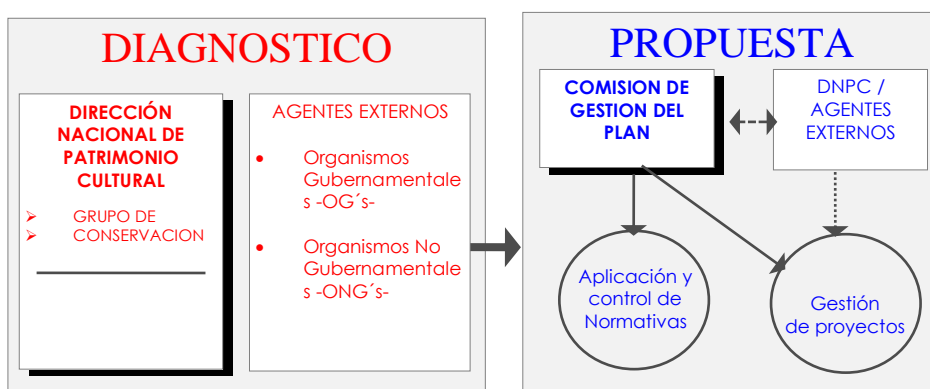 DIAGNOSTICO
DIRECCIÓN
NACIONAL DE
PATRIMONIO
CULTURAL
GRUPO DE
CONSERVACION
AGENTES EXTERNOS
Organismos
Gubernamentale
s -OG´s-
Organismos No
Gubernamentale
s -ONG´s-
PROPUESTA
COMISION DE
GESTION DEL
PLAN
DNPC /
AGENTES
EXTERNOS
Aplicación y
control de
Normativas
Gestión
de proyectos